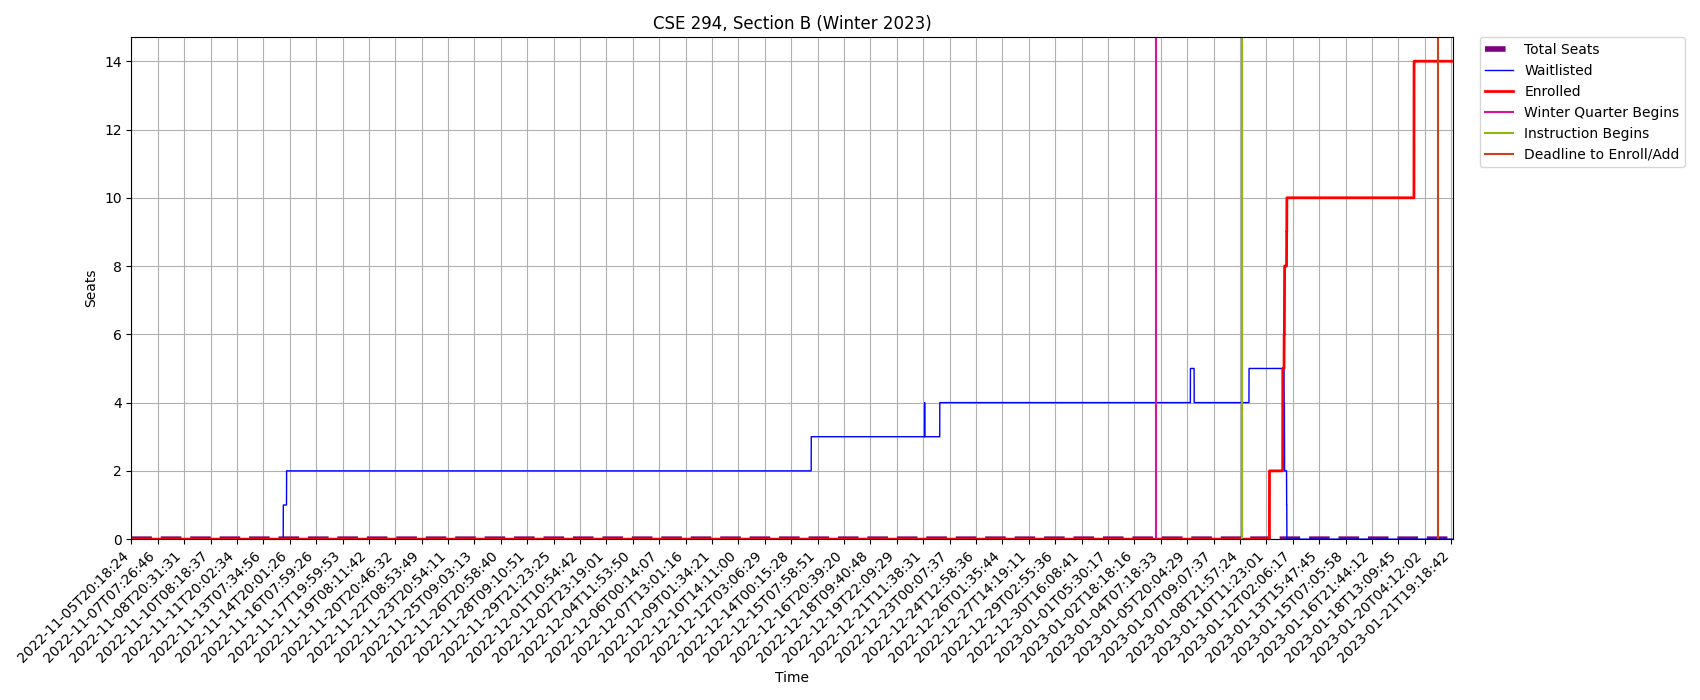 CSE 294, Section B (Winter 2023)
Total Seats
Waitlisted
Enrolled
Winter Quarter Begins
Instruction Begins
Deadline to Enroll/Add
14
12
10
8
6
4
2
0
Seats
2022-11-05T20:18:24
2022-11-07T07:26:46
2022-11-08T20:31:31
2022-11-10T08:18:37
2022-11-11T20:02:34
2022-11-13T07:34:56
2022-11-14T20:01:26
2022-11-16T07:59:26
2022-11-17T19:59:53
2022-11-19T08:11:42
2022-11-20T20:46:32
2022-11-22T08:53:49
2022-11-23T20:54:11
2022-11-25T09:03:13
2022-11-26T20:58:40
2022-11-28T09:10:51
2022-11-29T21:23:25
2022-12-01T10:54:42
2022-12-02T23:19:01
2022-12-04T11:53:50
2022-12-06T00:14:07
2022-12-07T13:01:16
2022-12-09T01:34:21
2022-12-10T14:11:00
2022-12-12T03:06:29
2022-12-14T00:15:28
2022-12-15T07:58:51
2022-12-16T20:39:20
2022-12-18T09:40:48
2022-12-19T22:09:29
2022-12-21T11:38:31
2022-12-23T00:07:37
2022-12-24T12:58:36
2022-12-26T01:35:44
2022-12-27T14:19:11
2022-12-29T02:55:36
2022-12-30T16:08:41
2023-01-01T05:30:17
2023-01-02T18:18:16
2023-01-04T07:18:33
2023-01-05T20:04:29
2023-01-07T09:07:37
2023-01-08T21:57:24
2023-01-10T11:23:01
2023-01-12T02:06:17
2023-01-13T15:47:45
2023-01-15T07:05:58
2023-01-16T21:44:12
2023-01-18T13:09:45
2023-01-20T04:12:02
2023-01-21T19:18:42
Time